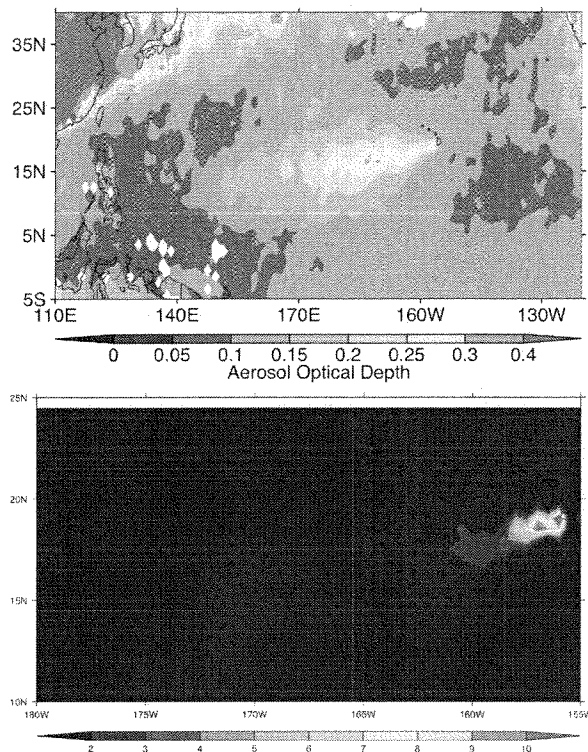 35N
25N
15N
5N
5S
110E 140E 170E 160W 130W
0 0.05 0.1 0.15 0.2 0.25 0.3 0.4
Aerosol Optical Depth
25N
20N
15N
10N
180W 175W 170W 165W 160W 155W
2 3 4 5 6 7 8 9 10